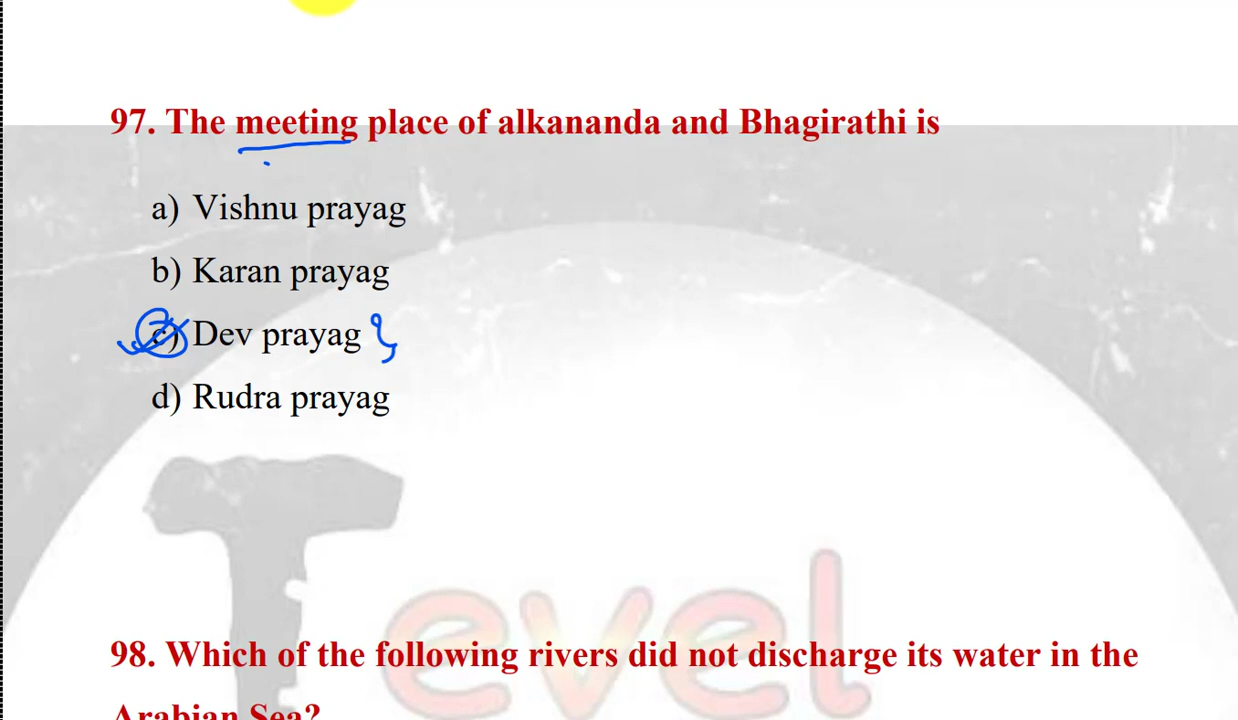 97. The meeting place of alkananda and Bhagirathi is
a) Vishnu prayag
b) Karan prayag
c) Dev prayag
d) Rudra prayag
Tevel
98. Which of the following rivers did not discharge its water in the
Arabian Sea?